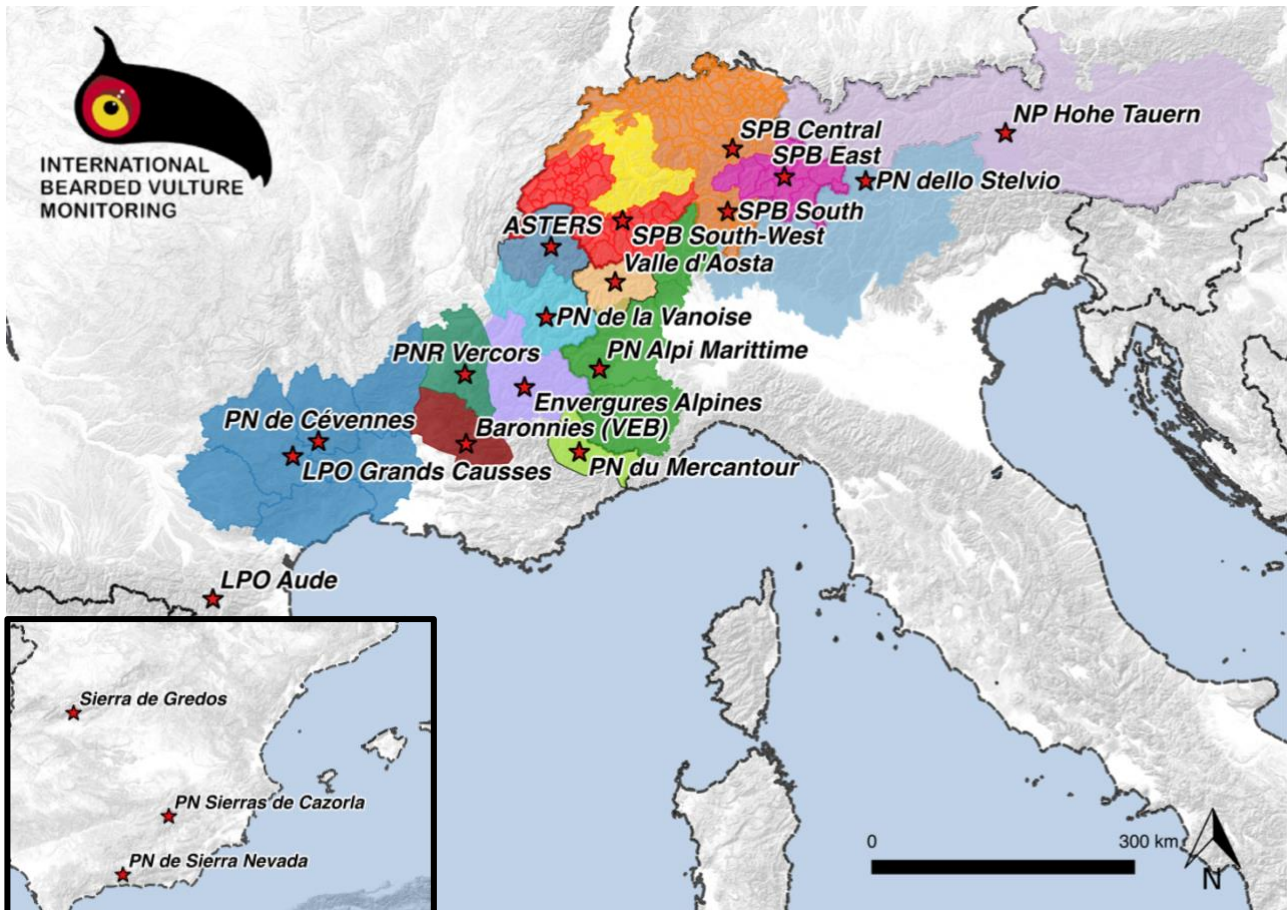 INTERNATIONAL
BEARDED VULTURE
MONITORING
NP Hohe Tauern
SPB Central
SPB East
PN dello Stelvio
SPB South
ASTERS
SPB South-West
Valle d'Aosta
PN de la Vanoise
PNR Vercors
PN Alpi Marittime
Envergures Alpines
PN de Cévennes
Baronnies (VEB)
LPO Grands Causses
PN du Mercantour
LPO Aude
Sierra de Gredos
PN Sierras de Cazorla
PN de Sierra Nevada
0
300 km
N